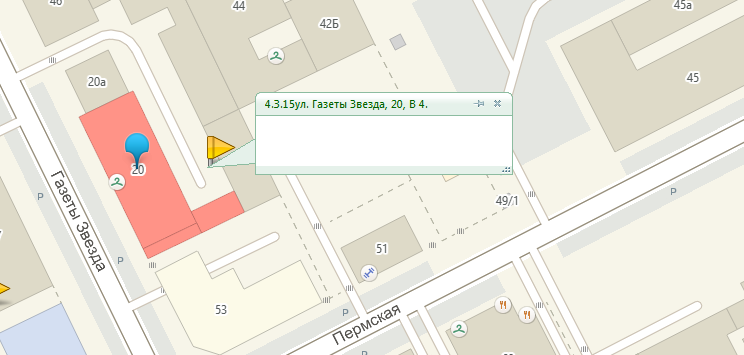 46
44
42Б
45а
45
20а
4.3.15ул. Газеты Звезда, 20, В 4.
20
Газеты Звезда
P
P
P
P
49/1
51
53
Пермская